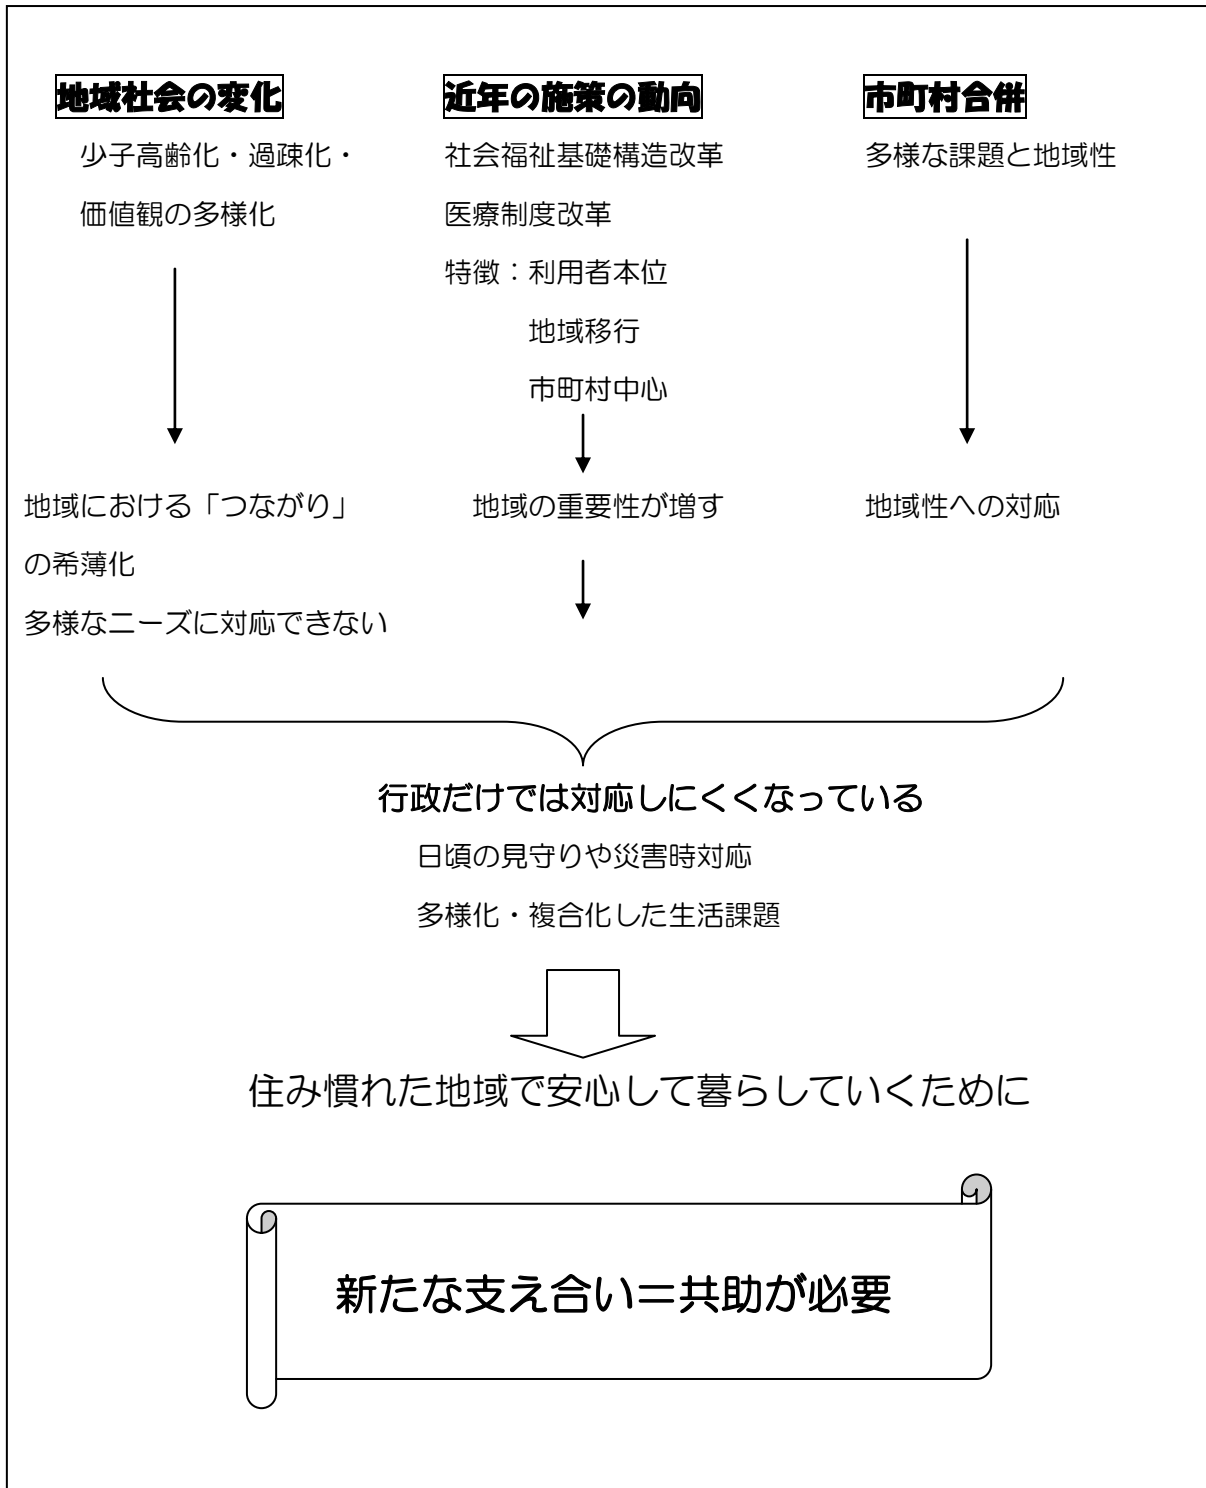 地域社会の変化
少子高齢化・過疎化・
価値観の多様化
地域における「つながり」
の希薄化
多様なニーズに対応できない
近年の施策の動向
社会福祉基礎構造改革
医療制度改革
特徴：利用者本位
地域移行
市町村中心
地域の重要性が増す
市町村合併
多様な課題と地域性
地域性への対応
行政だけでは対応しにくくなっている
日頃の見守りや災害時対応
多様化・複合化した生活課題
住み慣れた地域で安心して暮らしていくために
新たな支え合い＝共助が必要